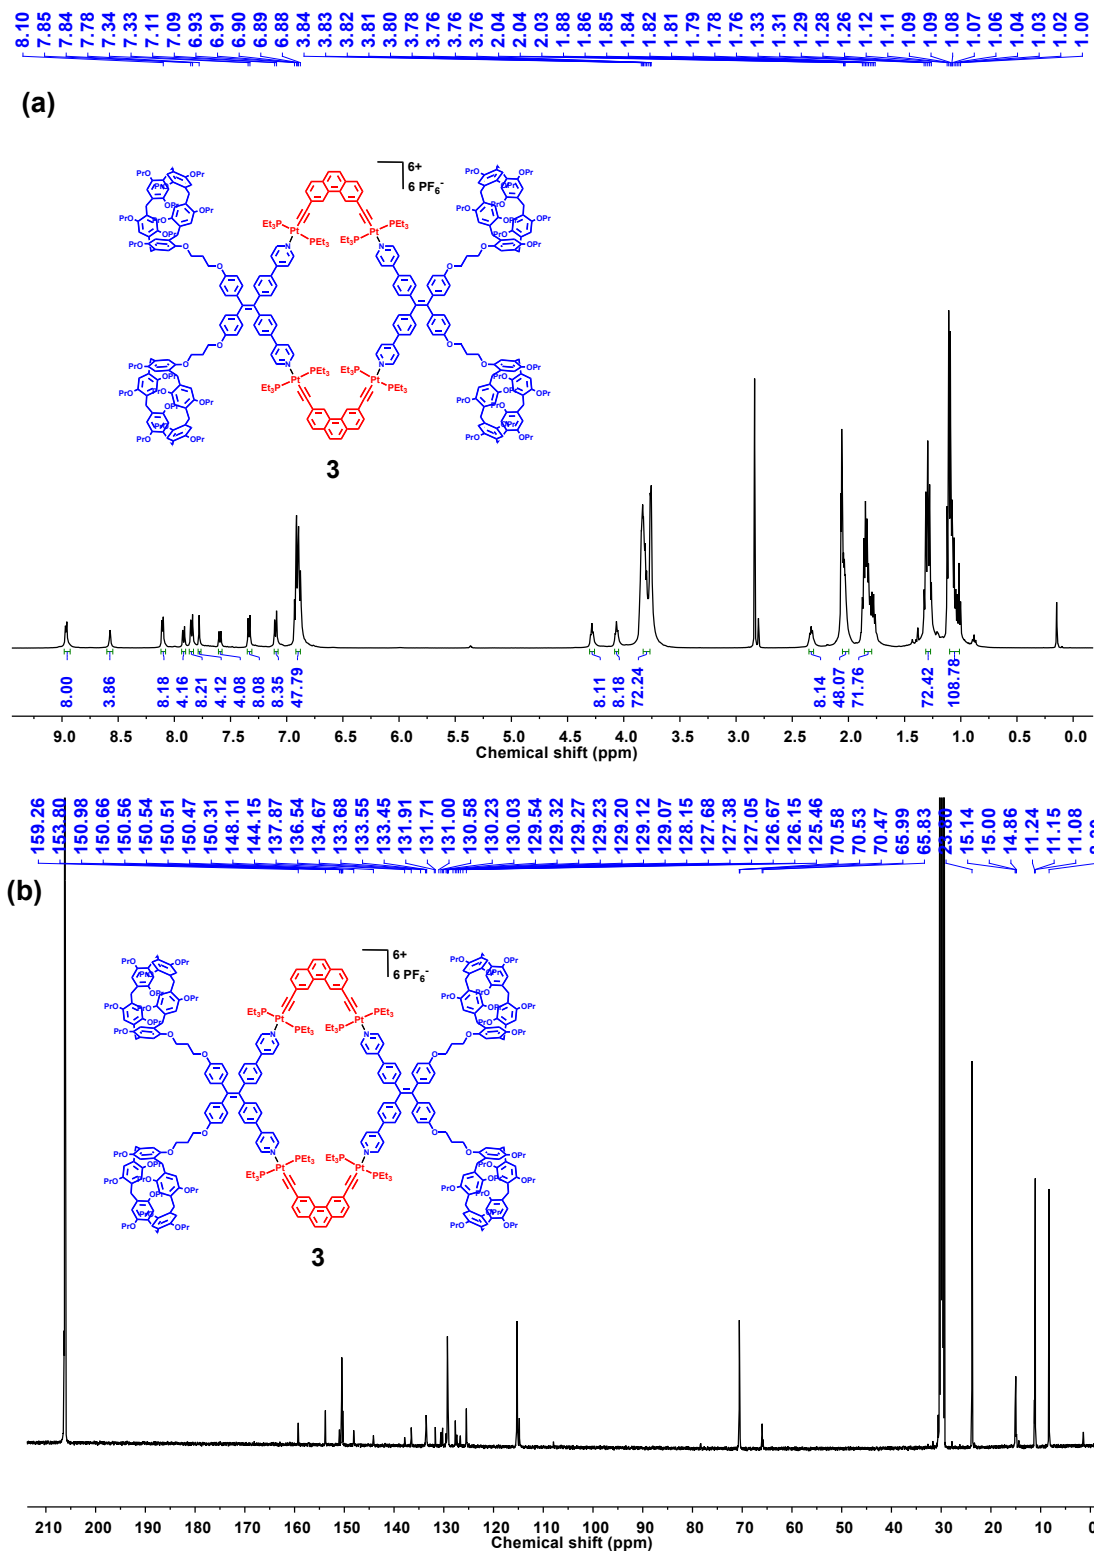 8.10 7.85 7.84 7.78 7.34 7.33 7.11 7.09 6.93 6.91 6.90 6.89 6.88 3.84 3.83 3.82 3.81 3.80 3.78 3.76 3.76 3.76 2.04 2.04 2.03 1.88 1.86 1.85 1.84 1.82 1.81 1.79 1.78 1.76 1.33 1.31 1.29 1.28 1.26 1.12 1.11 1.09 1.09 1.08 1.07 1.06 1.04 1.03 1.02 1.00
(a)
6+
6 PF6-
PrO OPr
PEt3 Et3P Pt N O
3
8.00 3.86 8.18 4.16 8.21 4.12 4.08 8.08 8.35 47.79 8.11 8.18 72.24 8.14 48.07 71.76 72.42 108.78
9.0 8.5 8.0 7.5 7.0 6.5 6.0 5.5 5.0 4.5 4.0 3.5 3.0 2.5 2.0 1.5 1.0 0.5 0.0
Chemical shift (ppm)
159.26 153.80 150.98 150.66 150.56 150.54 150.51 150.47 150.31 148.11 144.15 137.87 136.54 134.67 133.68 133.55 133.45 131.91 131.71 131.00 130.58 130.23 130.03 129.54 129.32 129.27 129.23 129.20 129.12 129.07 128.15 127.68 127.38 127.05 126.67 126.15 125.46 70.58 70.53 70.47 65.99 65.83 15.14 15.00 14.86 11.24 11.15 11.08
(b)
6+
6 PF6-
PrO OPr
PEt3 Et3P Pt N O
3
210 200 190 180 170 160 150 140 130 120 110 100 90 80 70 60 50 40 30 20 10 0
Chemical shift (ppm)